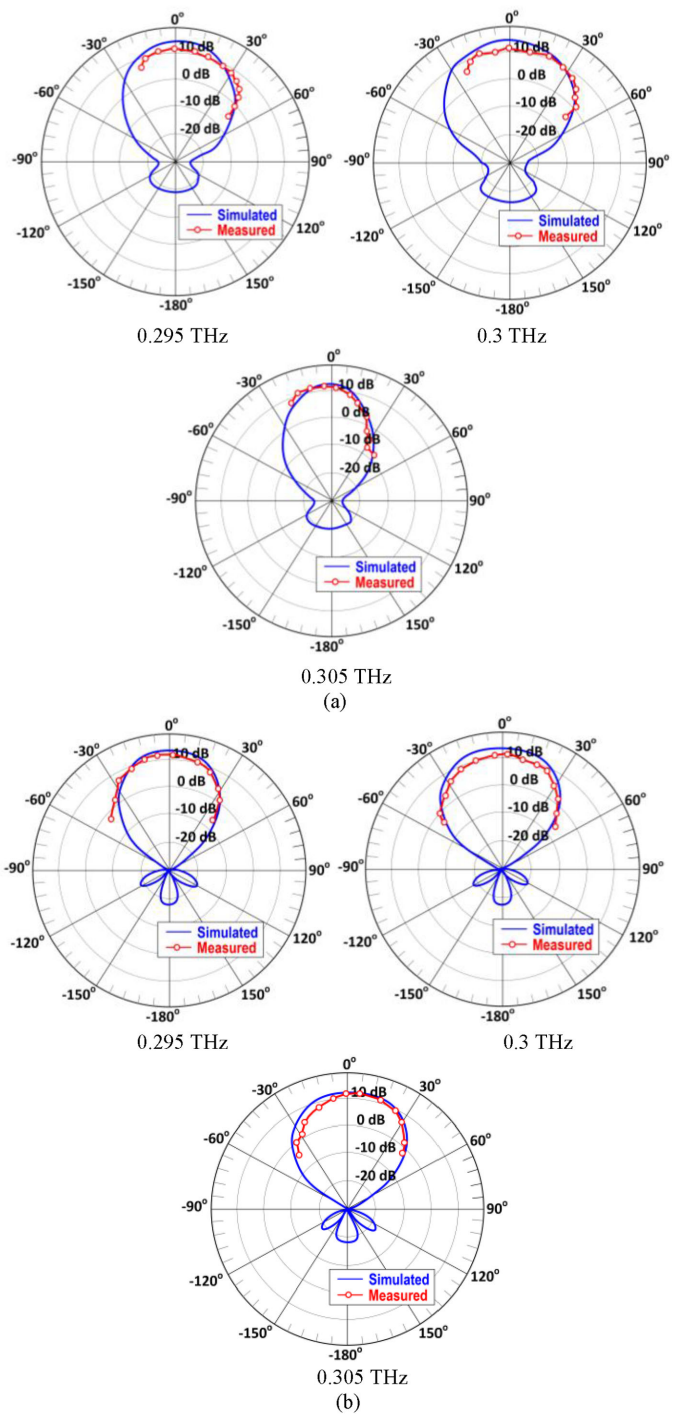 0°
-30° 30°
10 dB
0 dB
-60° 60°
-10 dB
-20 dB
-90° 90°
Simulated
Measured
-120° 120°
-150° 150°
-180°
0.295 THz
0°
-30° 30°
10 dB
0 dB
-60° 60°
-10 dB
-20 dB
-90° 90°
Simulated
Measured
-120° 120°
-150° 150°
-180°
0.3 THz
0°
-30° 30°
10 dB
0 dB
-60° 60°
-10 dB
-20 dB
-90° 90°
Simulated
Measured
-120° 120°
-150° 150°
-180°
0.305 THz
(a)
0°
-30° 30°
10 dB
0 dB
-60° 60°
-10 dB
-20 dB
-90° 90°
Simulated
Measured
-120° 120°
-150° 150°
-180°
0.295 THz
0°
-30° 30°
10 dB
0 dB
-60° 60°
-10 dB
-20 dB
-90° 90°
Simulated
Measured
-120° 120°
-150° 150°
-180°
0.3 THz
0°
-30° 30°
10 dB
0 dB
-60° 60°
-10 dB
-20 dB
-90° 90°
Simulated
Measured
-120° 120°
-150° 150°
-180°
0.305 THz
(b)